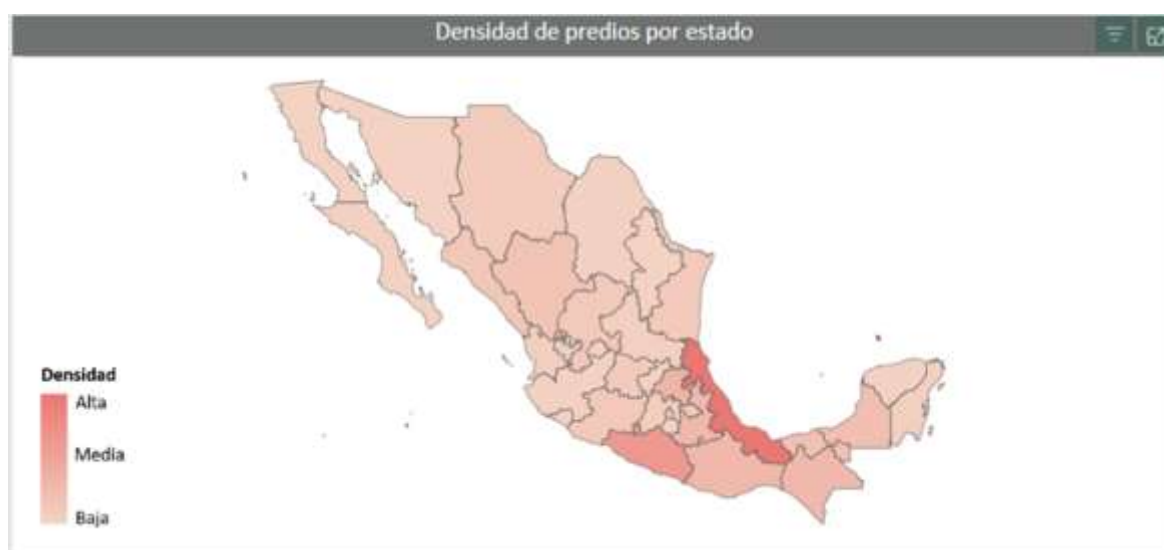 Densidad de predios por estado
Densidad
Alta
Media
Baja